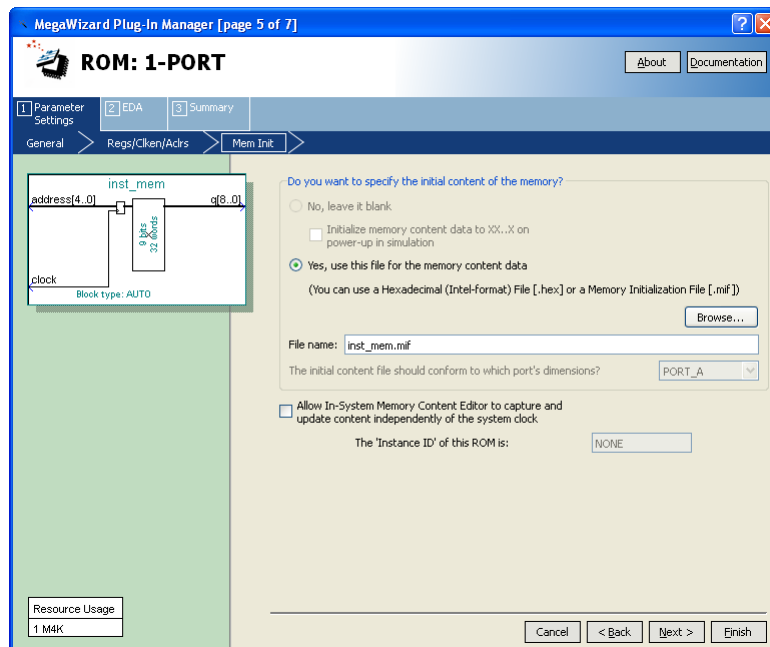 MegaWizard Plug-In Manager [page 5 of 7]
ROM: 1-PORT
About
Documentation
1 Parameter Settings
2 EDA
3 Summary
General
Regs/Clken/Aclrs
Mem Init
inst_mem
address[4..0]
q[8..0]
9 bits
32 words
clock
Block type: AUTO
Do you want to specify the initial content of the memory?
No, leave it blank
Initialize memory content data to XX..X on
power-up in simulation
Yes, use this file for the memory content data
(You can use a Hexadecimal (Intel-format) File [.hex] or a Memory Initialization File [.mif])
Browse...
File name: inst_mem.mif
The initial content file should conform to which port's dimensions? PORT_A
Allow In-System Memory Content Editor to capture and
update content independently of the system clock
The 'Instance ID' of this ROM is: NONE
Resource Usage
1 M4K
Cancel
< Back
Next >
Finish